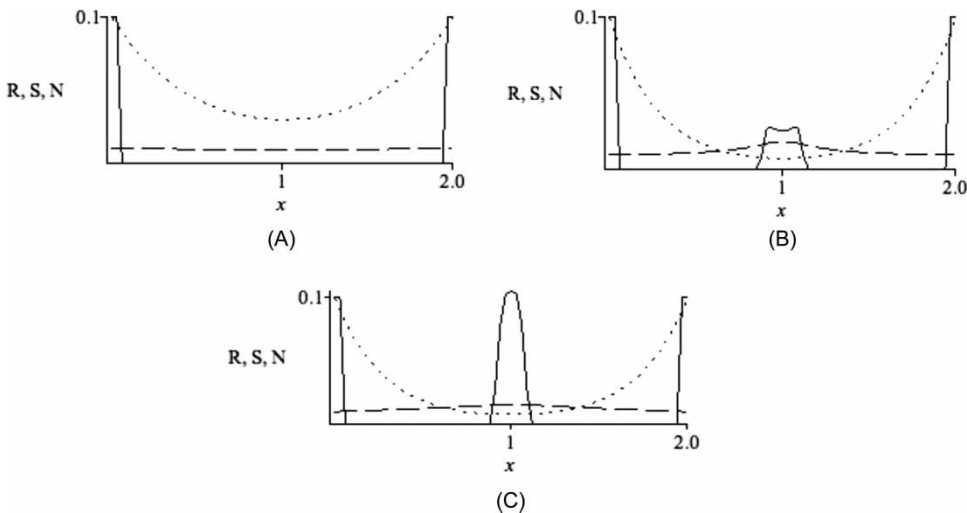 0.1
R, S, N
1
2.0
x
(A)
0.1
R, S, N
1
2.0
x
(B)
0.1
R, S, N
1
2.0
x
(C)